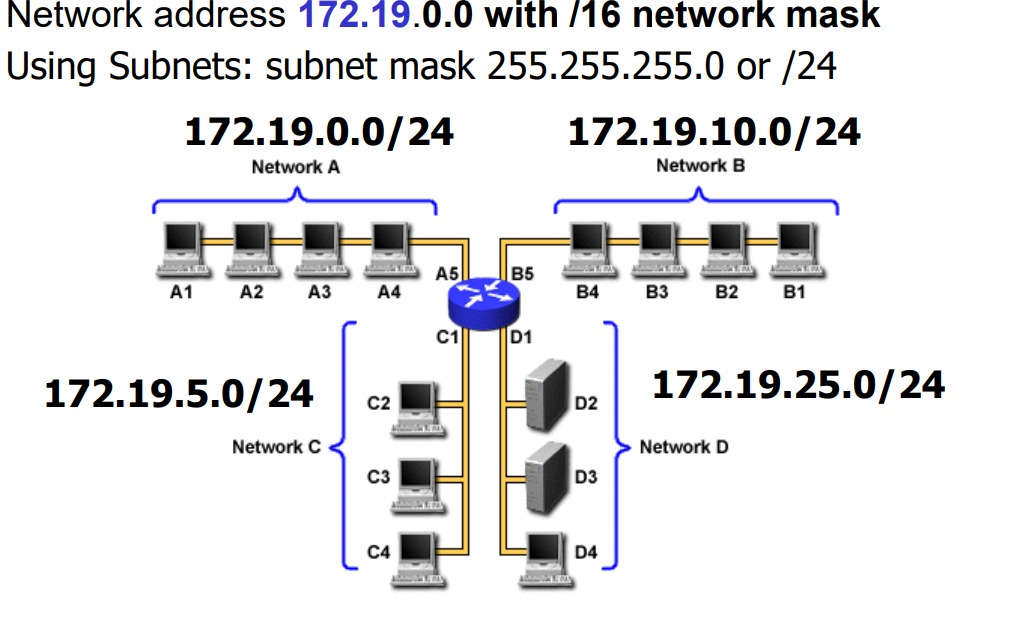 Network address 172.19.0.0 with /16 network mask
Using Subnets: subnet mask 255.255.255.0 or /24
172.19.0.0/24
172.19.10.0/24
Network A
Network B
A5
B5
A1
A2
A3
A4
B4
B3
B2
B1
C1
D1
172.19.5.0/24
172.19.25.0/24
C2
D2
Network C
Network D
C3
D3
C4
D4